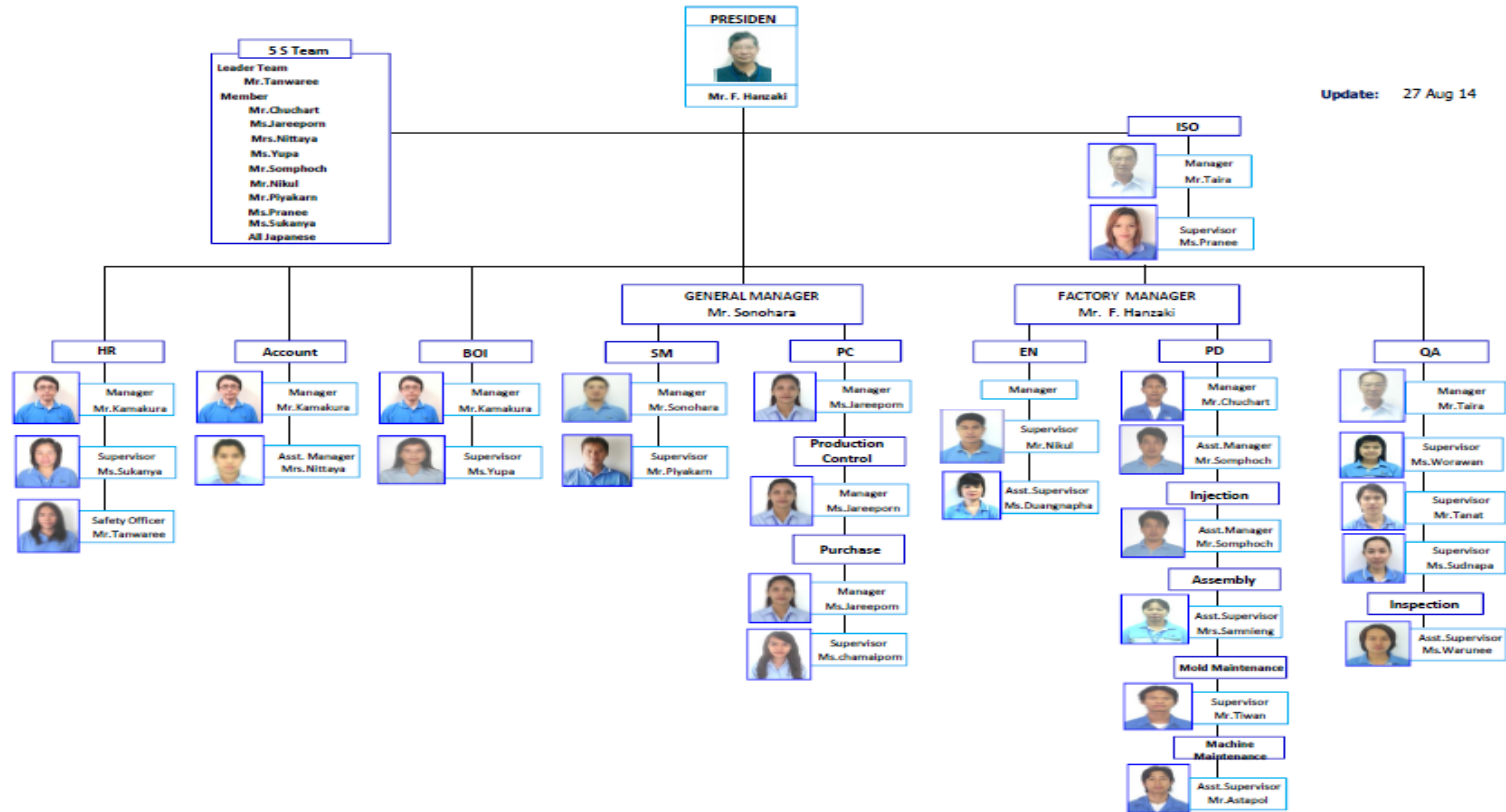 PRESIDEN
Mr. F. Hanzaki
5 S Team
Leader Team
Mr.Tanwaree
Member
Mr.Chuchart
Ms.Jareeporn
Mrs.Nittaya
Ms.Yupa
Mr.Somphoch
Mr.Nikul
Mr.Piyakarn
Ms.Pranee
Ms.Sukanya
All Japanese
Update: 27 Aug 14
ISO
Manager
Mr.Taira
Supervisor
Ms.Pranee
GENERAL MANAGER
Mr. Sonohara
FACTORY MANAGER
Mr. F. Hanzaki
HR
Manager
Mr.Kamakura
Supervisor
Ms.Sukanya
Safety Officer
Mr.Tanwaree
Account
Manager
Mr.Kamakura
Asst. Manager
Mrs.Nittaya
BOI
Manager
Mr.Kamakura
Supervisor
Ms.Yupa
SM
Manager
Mr.Sonohara
Supervisor
Mr.Piyakarn
PC
Manager
Ms.Jareeporn
Production
Control
Manager
Ms.Jareeporn
Purchase
Manager
Ms.Jareeporn
Supervisor
Ms.chamaiporn
EN
Manager
Supervisor
Mr.Nikul
Asst.Supervisor
Ms.Duangnapha
PD
Manager
Mr.Chuchart
Asst.Manager
Mr.Somphoch
Injection
Asst.Manager
Mr.Somphoch
Assembly
Asst.Supervisor
Mrs.Samnieng
Mold Maintenance
Supervisor
Mr.Tiwan
Machine
Maintenance
Asst.Supervisor
Mr.Astapol
QA
Manager
Mr.Taira
Supervisor
Ms.Worawan
Supervisor
Mr.Tanat
Supervisor
Ms.Sudnapa
Inspection
Asst.Supervisor
Ms.Warunee